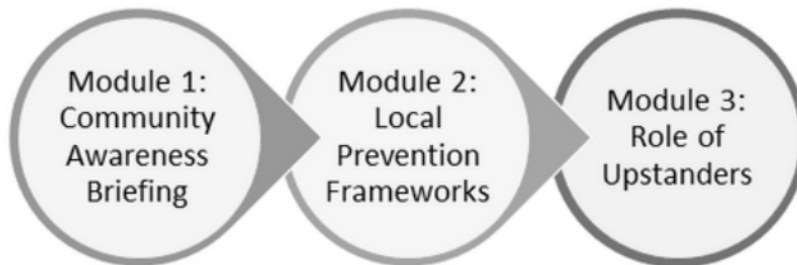 Module 1:
Community
Awareness
Briefing
Module 2:
Local
Prevention
Frameworks
Module 3:
Role of
Upstanders